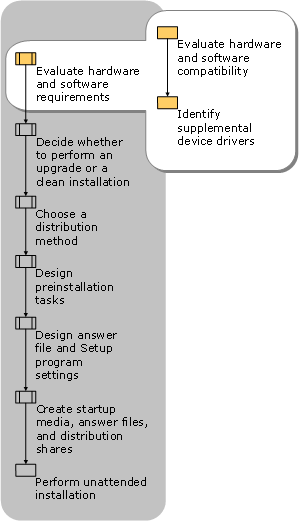 Evaluate hardware
and software
requirements
Evaluate hardware
and software
compatibility
Identify
supplemental
device drivers
Decide whether
to perform an
upgrade or a
clean installation
Choose a
distribution
method
Design
preinstallation
tasks
Design answer
file and Setup
program
settings
Create startup
media, answer files,
and distribution
shares
Perform unattended
installation